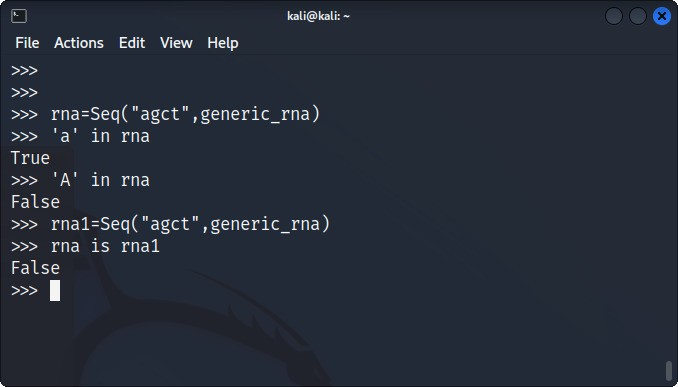 kali@kali: ~
File Actions Edit View Help
>>>
>>>
>>> rna=Seq("agct",generic_rna)
>>> 'a' in rna
True
>>> 'A' in rna
False
>>> rna1=Seq("agct",generic_rna)
>>> rna is rna1
False
>>>